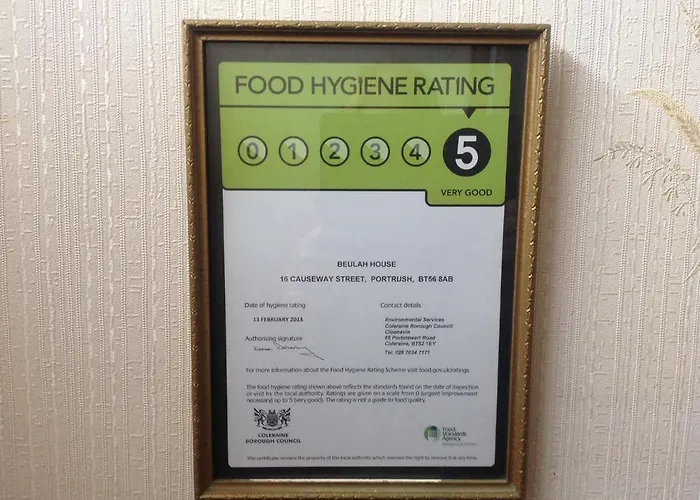 FOOD HYGIENE RATING
0 1 2 3 4 5
VERY GOOD
BEULAH HOUSE
16 CAUSEWAY STREET, PORTRUSH, BT56 8AB
Date of hygiene rating
13 FEBRUARY 2013
Authorising signature
Contact details
Environmental Services
Coleraine Borough Council
Cloonavin
66 Portstewart Road
Coleraine, BT52 1EY
Tel: 028 7034 7171
For more information about the Food Hygiene Rating Scheme visit food.gov.uk/ratings
The food hygiene rating shown above reflects the standards found on the date of inspection
or visit by the local authority. Ratings are given on a scale from 0 (urgent improvement
necessary) up to 5 (very good). The rating is not a guide to food quality.
COLERAINE
BOROUGH COUNCIL
Food
Standards
Agency
This certificate remains the property of the local authority which reserves the right to remove it at any time.